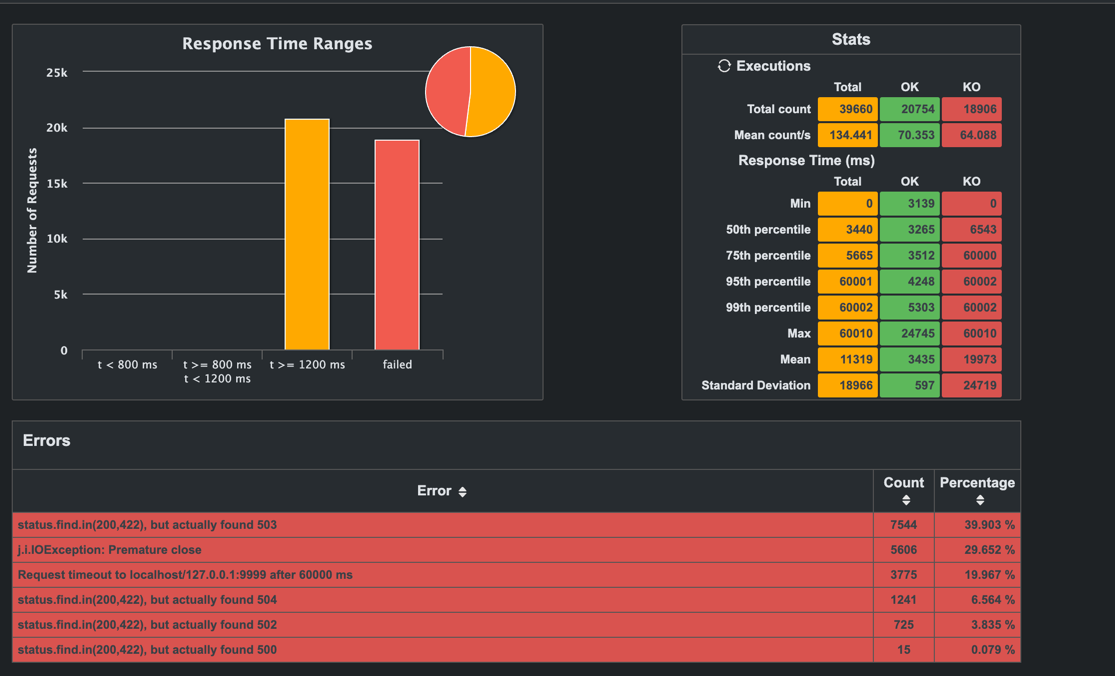 Response Time Ranges
25k
20k
15k
10k
5k
0
Number of Requests
t < 800 ms
t >= 800 ms
t < 1200 ms
t >= 1200 ms
failed
Stats
Executions
Total OK KO
Total count 39660 20754 18906
Mean count/s 134.441 70.353 64.088
Response Time (ms)
Total OK KO
Min 0 3139 0
50th percentile 3440 3265 6543
75th percentile 5665 3512 60000
95th percentile 60001 4248 60002
99th percentile 60002 5303 60002
Max 60010 24745 60010
Mean 11319 3435 19973
Standard Deviation 18966 597 24719
Errors
Error Count Percentage
status.find.in(200,422), but actually found 503 7544 39.903 %
j.i.IOException: Premature close 5606 29.652 %
Request timeout to localhost/127.0.0.1:9999 after 60000 ms 3775 19.967 %
status.find.in(200,422), but actually found 504 1241 6.564 %
status.find.in(200,422), but actually found 502 725 3.835 %
status.find.in(200,422), but actually found 500 15 0.079 %